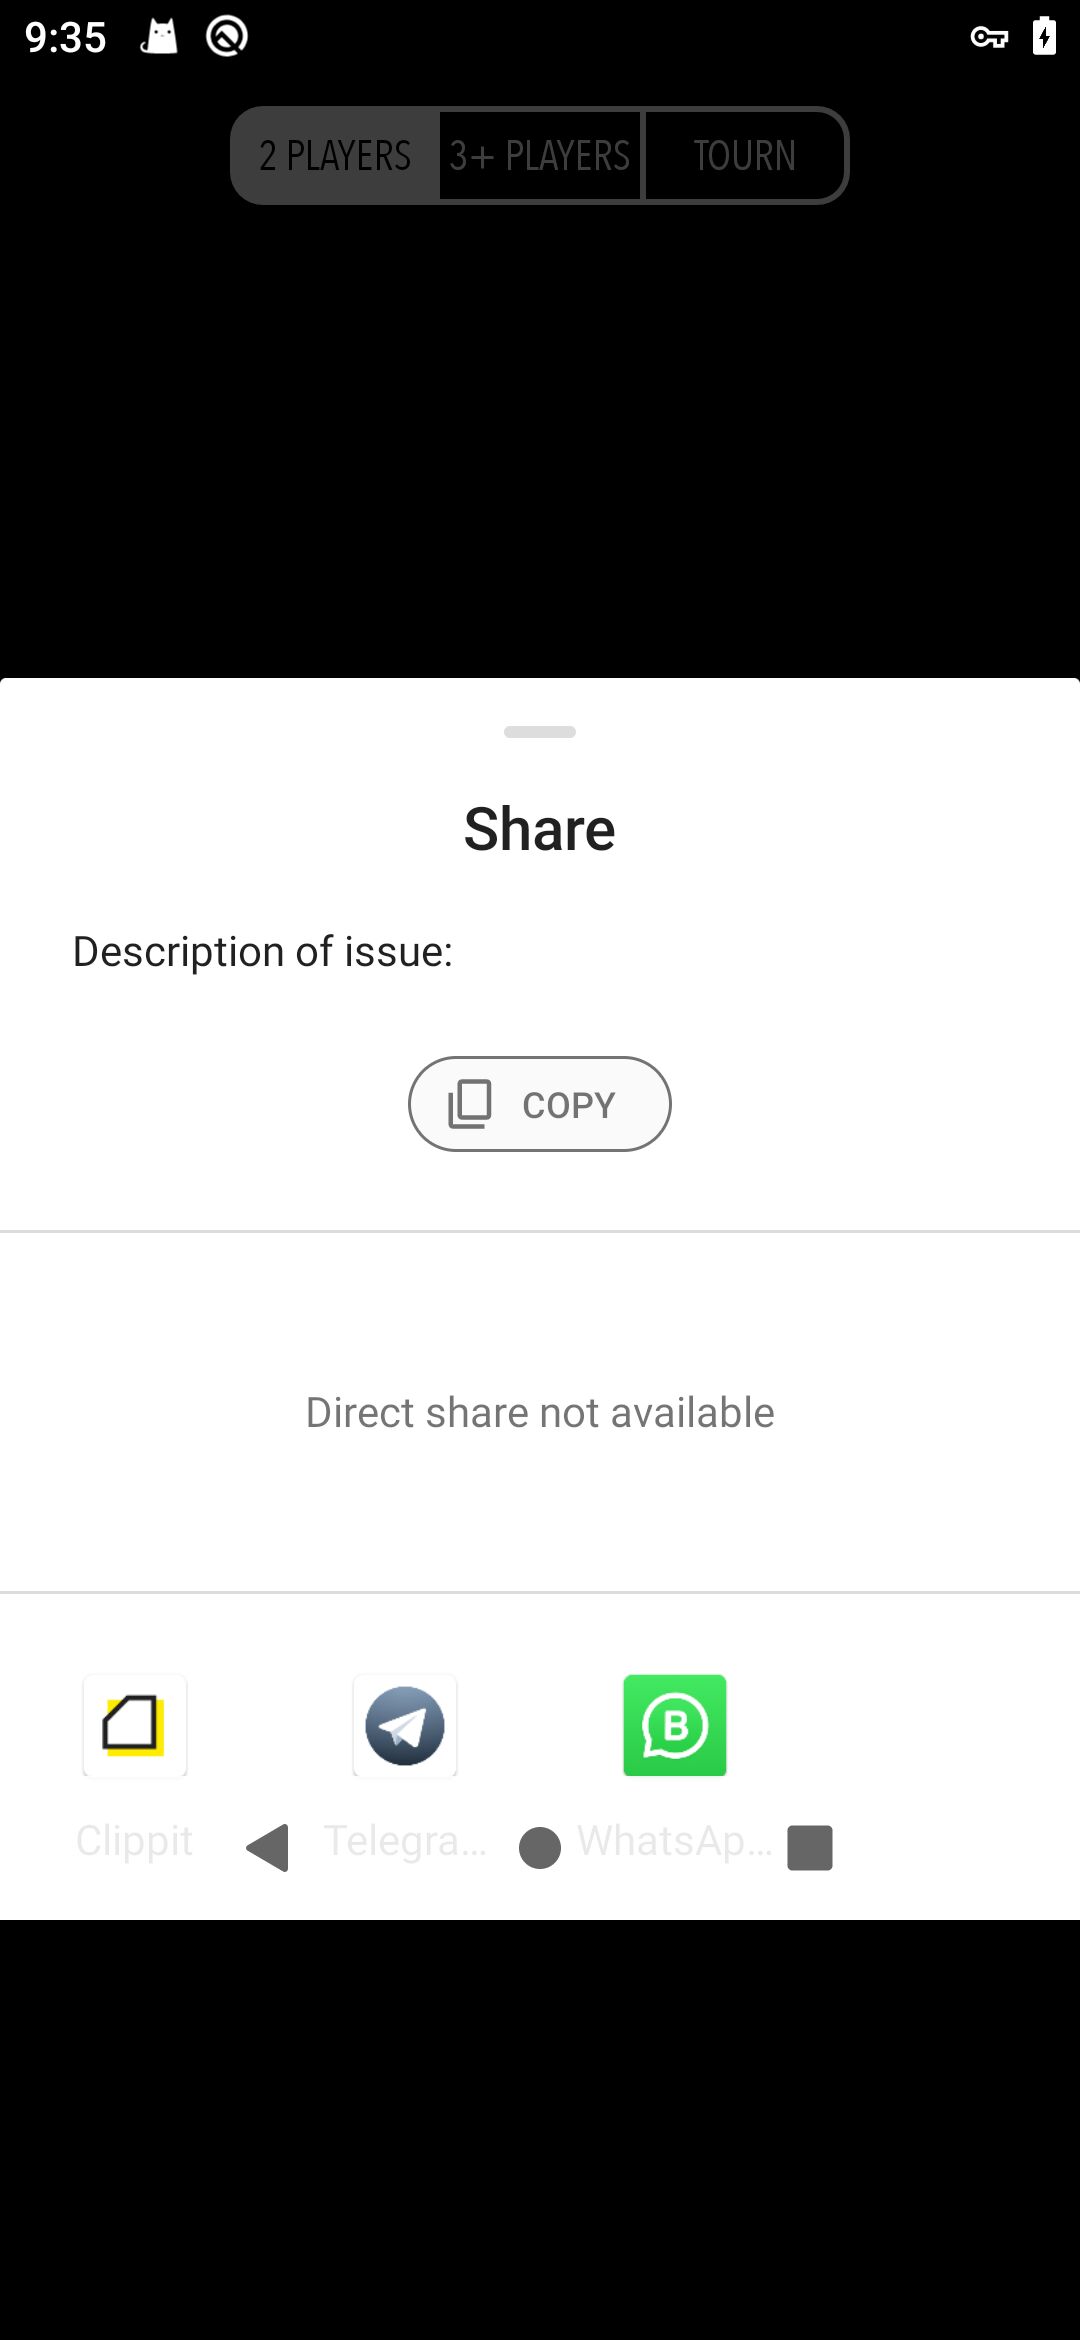 9:35
2 PLAYERS 3+ PLAYERS TOURN
Share
Description of issue:
COPY
Direct share not available
Clippit Telegra... WhatsAp...